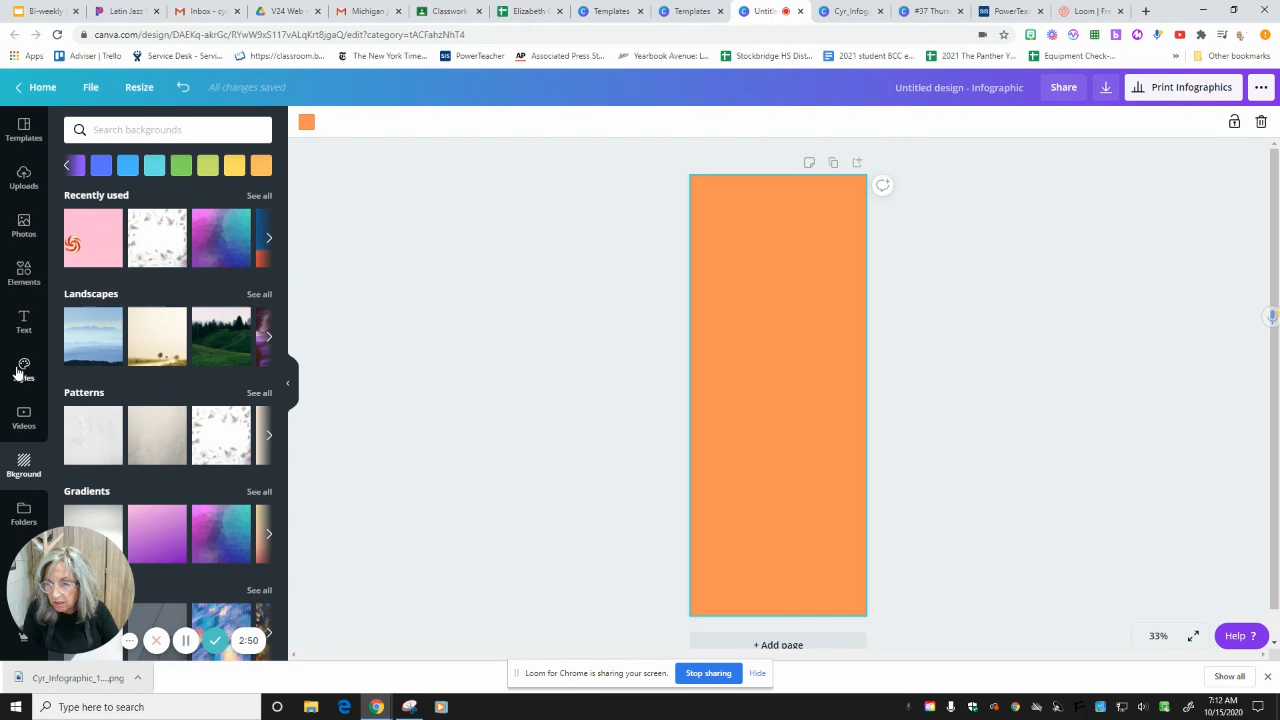 Bi-weekly p
Latin Jazz
Inbox - cy
V24 Web -
Michigan j
Classwork
Elizabeth C
Templates
Templates
Untitle
Cyr_Infog
#37 Thurs
PowerTeac
Loom | Fre
canva.com/design/DAEKq-akrGc/RYwW9xS117vALqKrt8jgaQ/edit?category=tACFahzNhT4
Apps
Adviser | Trello
Service Desk - Servi...
https://classroom.b...
PowerTeacher
The New York Time...
Associated Press St...
Yearbook Avenue: L...
Stockbridge HS Dist...
2021 student BCC e...
2021 The Panther Y...
Equipment Check-...
»
Other bookmarks
Home
File
Resize
All changes saved
Untitled design - Infographic
Share
Print Infographics
Templates
Uploads
Photos
Elements
Text
Videos
Bkground
Folders
Search backgrounds
Recently used
See all
Landscapes
See all
Patterns
See all
Gradients
See all
See all
2:50
+ Add page
33%
Help ?
Cyr_Infographic_1....png
Loom for Chrome is sharing your screen.
Stop sharing
Hide
Show all
Type here to search
7:12 AM
10/15/2020